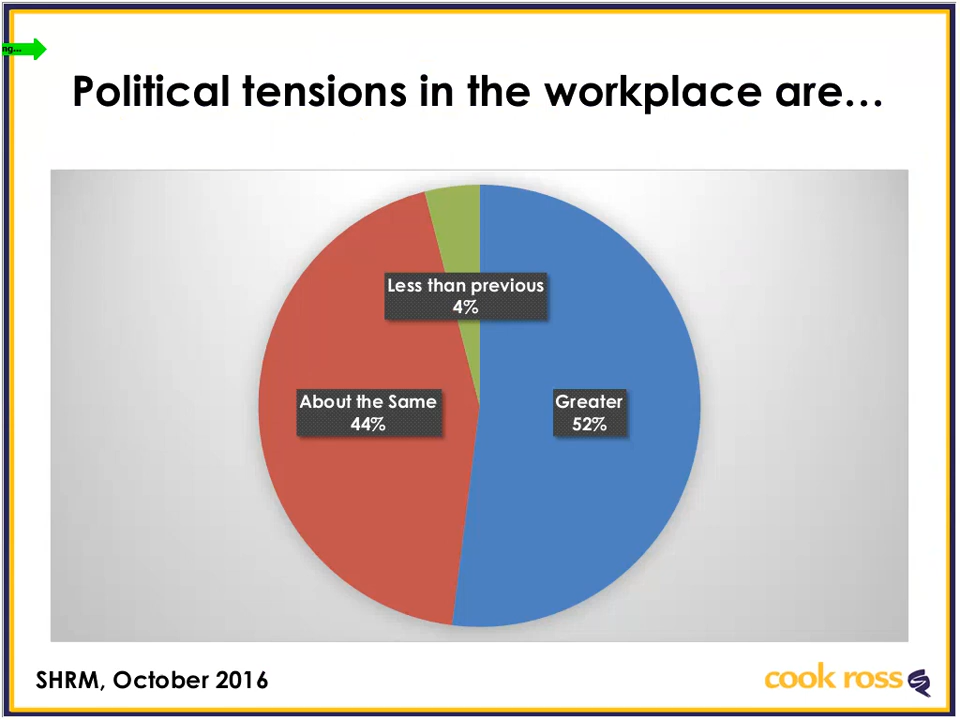 ng...
Political tensions in the workplace are…
Less than previous
4%
About the Same
44%
Greater
52%
SHRM, October 2016
cook ross